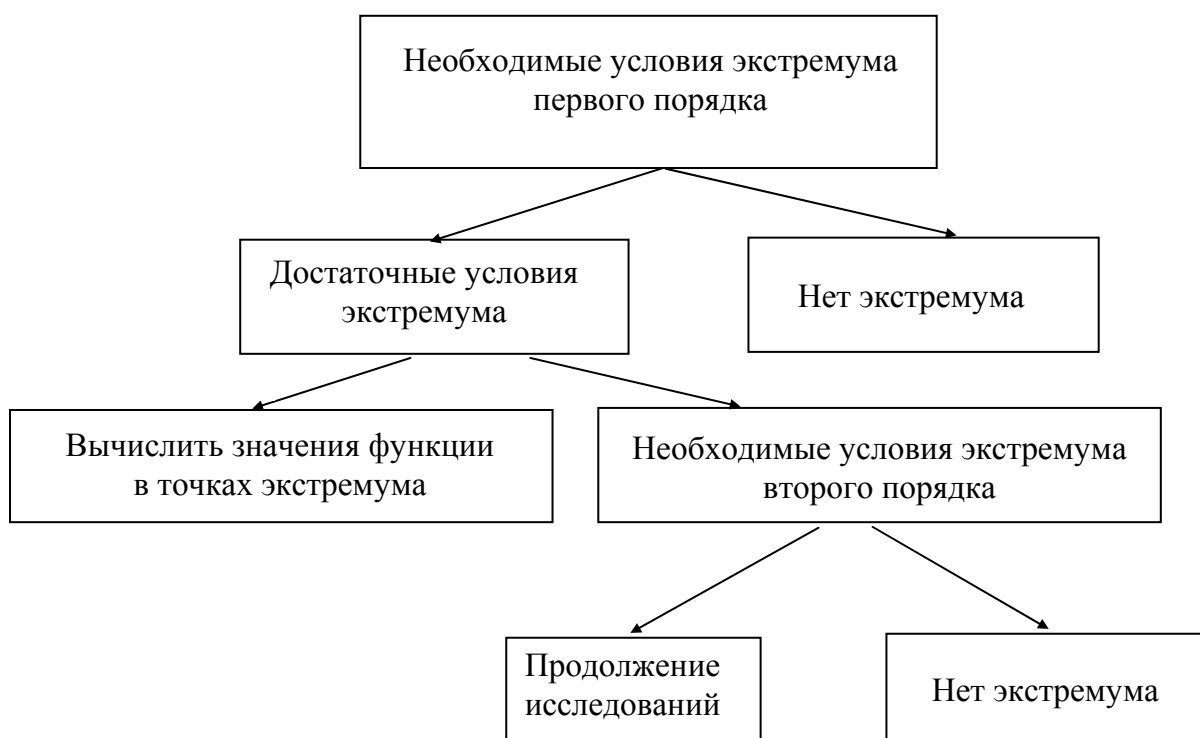 Необходимые условия экстремума
первого порядка
Достаточные условия
экстремума
Нет экстремума
Вычислить значения функции
в точках экстремума
Необходимые условия экстремума
второго порядка
Продолжение
исследований
Нет экстремума